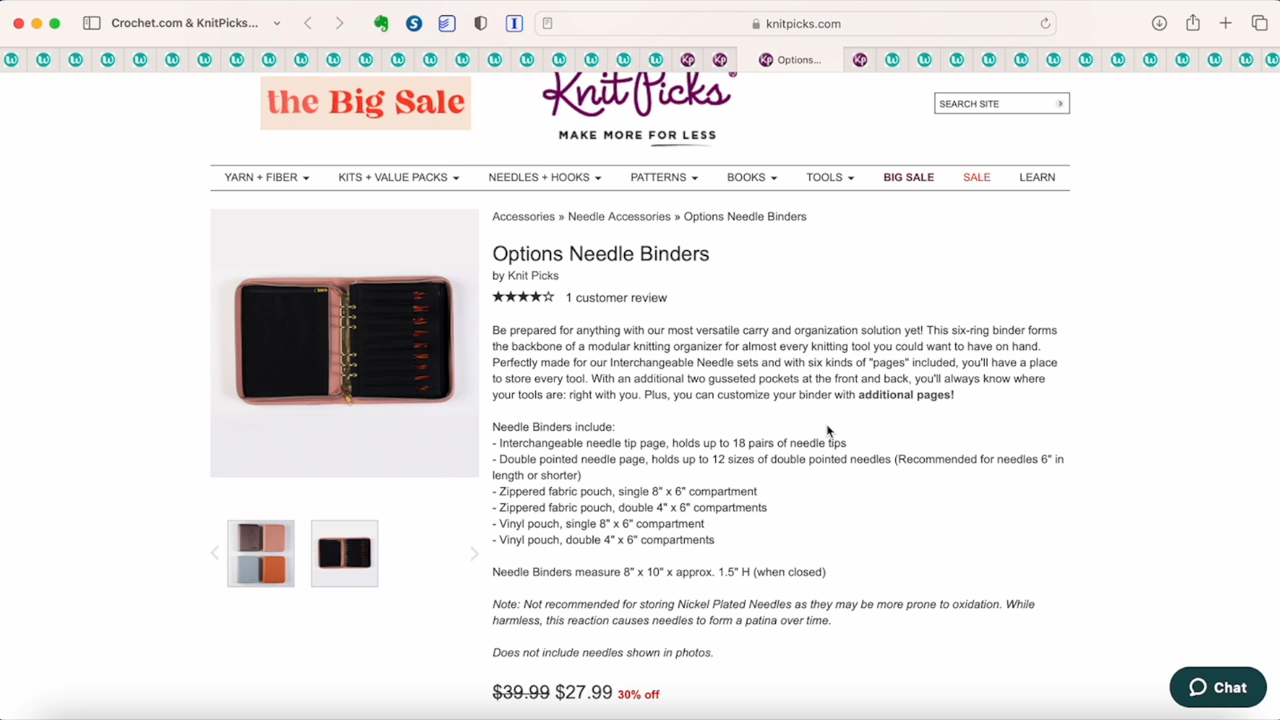 Crochet.com & KnitPicks...
knitpicks.com
Options...
the Big Sale
KnitPicks
MAKE MORE FOR LESS
SEARCH SITE
YARN + FIBER KITS + VALUE PACKS NEEDLES + HOOKS PATTERNS BOOKS TOOLS BIG SALE SALE LEARN
Accessories » Needle Accessories » Options Needle Binders
Options Needle Binders
by Knit Picks
1 customer review
Be prepared for anything with our most versatile carry and organization solution yet! This six-ring binder forms
the backbone of a modular knitting organizer for almost every knitting tool you could want to have on hand.
Perfectly made for our Interchangeable Needle sets and with six kinds of "pages" included, you'll have a place
to store every tool. With an additional two gusseted pockets at the front and back, you'll always know where
your tools are: right with you. Plus, you can customize your binder with additional pages!
Needle Binders include:
- Interchangeable needle tip page, holds up to 18 pairs of needle tips
- Double pointed needle page, holds up to 12 sizes of double pointed needles (Recommended for needles 6" in
length or shorter)
- Zippered fabric pouch, single 8" x 6" compartment
- Zippered fabric pouch, double 4" x 6" compartments
- Vinyl pouch, single 8" x 6" compartment
- Vinyl pouch, double 4" x 6" compartments
Needle Binders measure 8" x 10" x approx. 1.5" H (when closed)
Note: Not recommended for storing Nickel Plated Needles as they may be more prone to oxidation. While
harmless, this reaction causes needles to form a patina over time.
Does not include needles shown in photos.
$39.99 $27.99 30% off
Chat